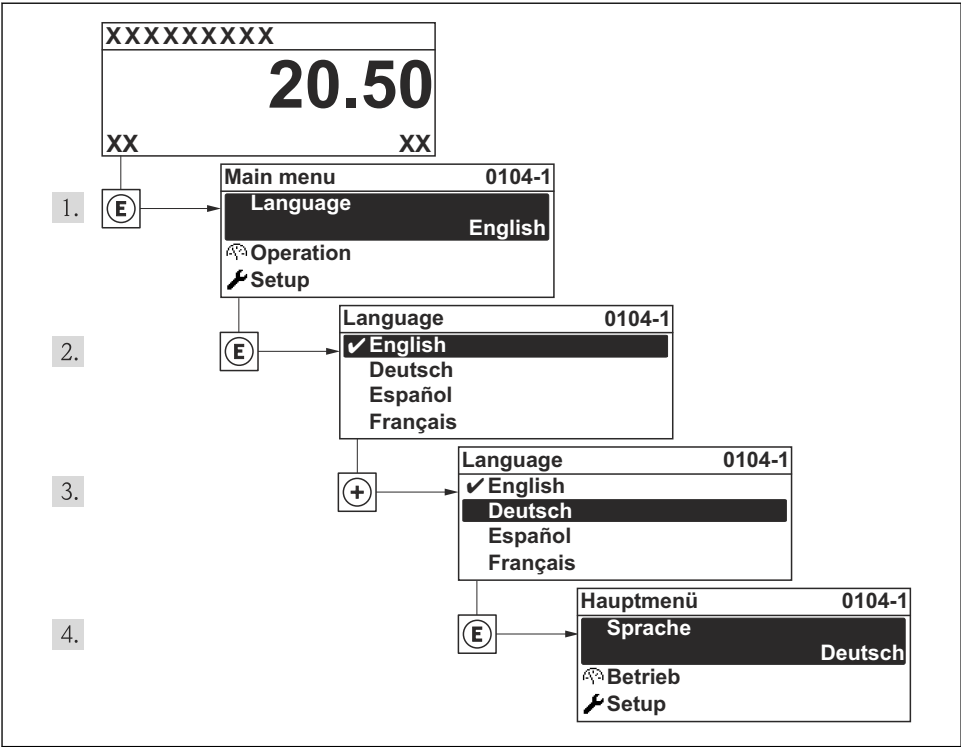 XXXXXXXXX
20.50
XX XX
1. E
Main menu 0104-1
Language
English
Operation
Setup
2. E
Language 0104-1
✔English
Deutsch
Español
Français
3. +
Language 0104-1
✔English
Deutsch
Español
Français
4. E
Hauptmenü 0104-1
Sprache
Deutsch
Betrieb
Setup